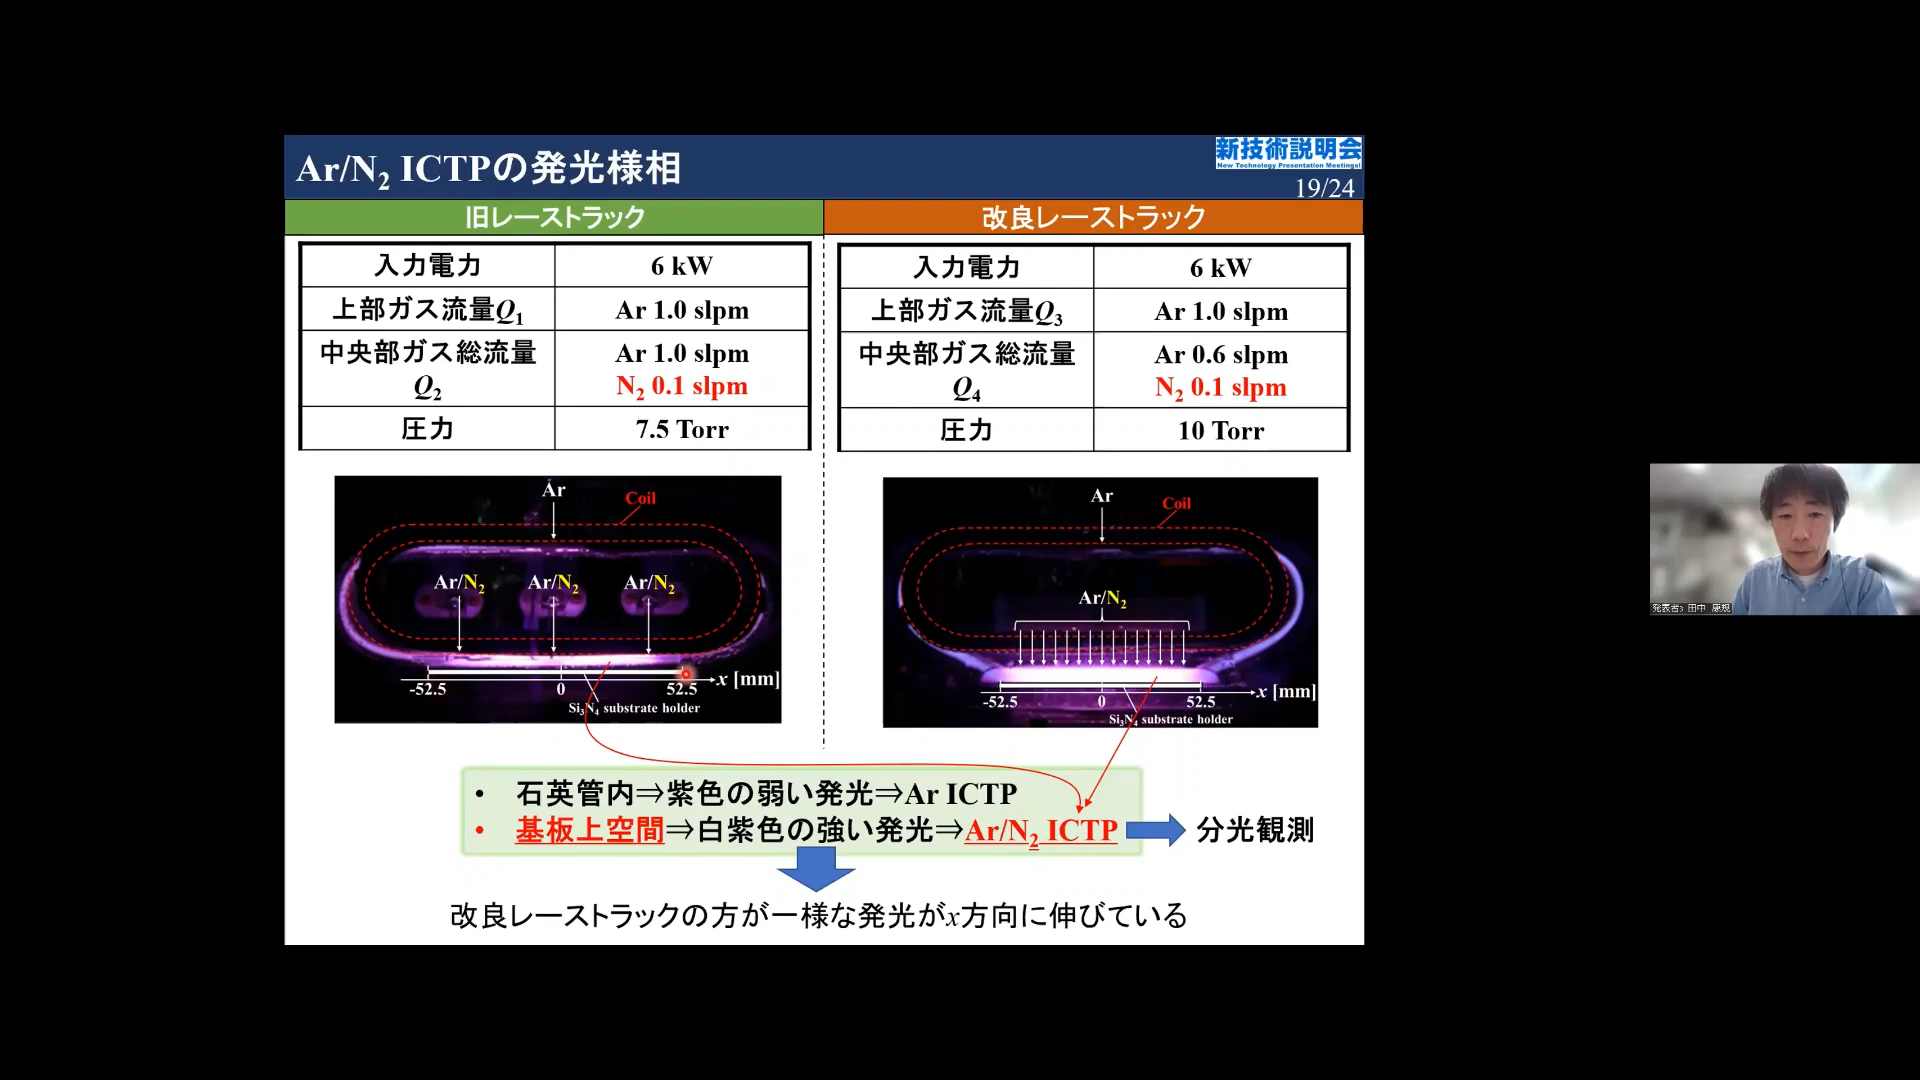 Ar/N2 ICTPの発光様相
新技術説明会
New Technology Presentation Meetings!
19/24
旧レーストラック
入力電力 6 kW
上部ガス流量Q1 Ar 1.0 slpm
中央部ガス総流量 Ar 1.0 slpm
Q2 N2 0.1 slpm
圧力 7.5 Torr
改良レーストラック
入力電力 6 kW
上部ガス流量Q3 Ar 1.0 slpm
中央部ガス総流量 Ar 0.6 slpm
Q4 N2 0.1 slpm
圧力 10 Torr
Ar Coil
Ar/N2 Ar/N2 Ar/N2
x [mm]
-52.5 0 52.5
Si3N4 substrate holder
Ar Coil
Ar/N2
x [mm]
-52.5 0 52.5
Si3N4 substrate holder
• 石英管内⇒紫色の弱い発光⇒Ar ICTP
• 基板上空間⇒白紫色の強い発光⇒Ar/N2 ICTP
分光観測
改良レーストラックの方が一様な発光がx方向に伸びている
発表者3 田中 康規